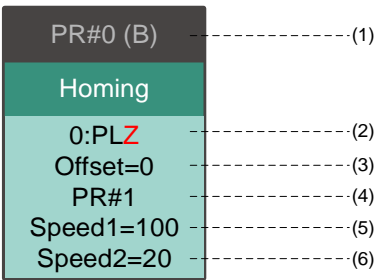 PR#0 (B) (1)
Homing
0:PLZ (2)
Offset=0 (3)
PR#1 (4)
Speed1=100 (5)
Speed2=20 (6)